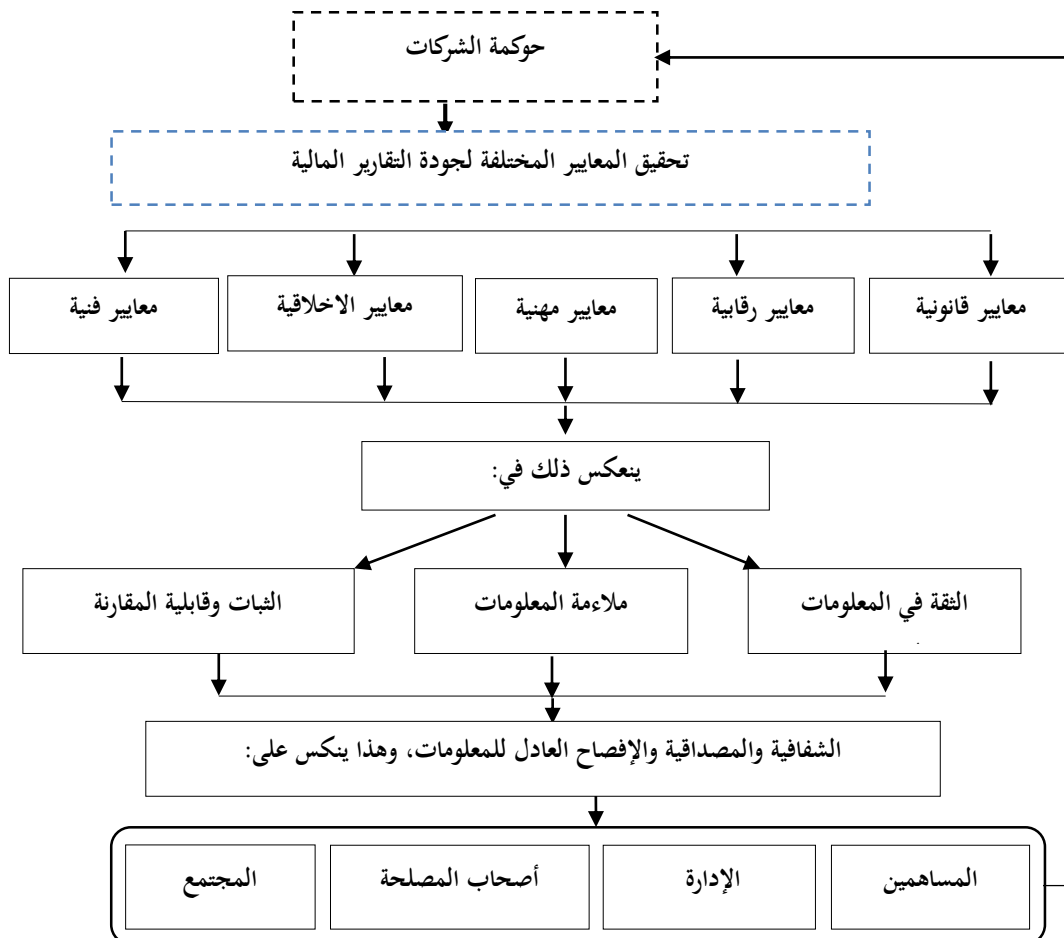 حوكمة الشركات
تحقيق المعايير المختلفة لجودة التقارير المالية
معايير قانونية
معايير رقابية
معايير مهنية
معايير الاخلاقية
معايير فنية
ينعكس ذلك في:
الثقة في المعلومات
ملاءمة المعلومات
الثبات وقابلية المقارنة
الشفافية والمصداقية والإفصاح العادل للمعلومات، وهذا ينكس على:
المساهمين
الإدارة
أصحاب المصلحة
المجتمع